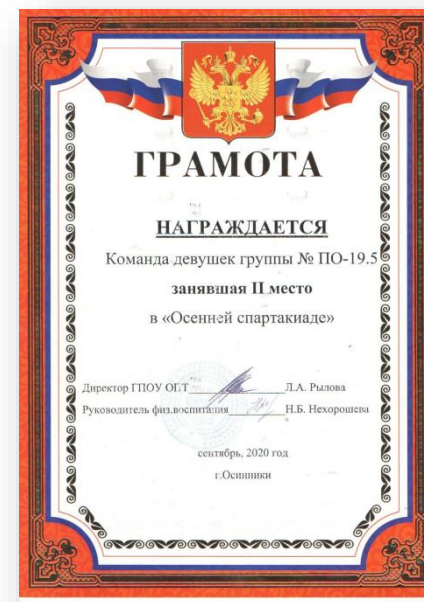 ГРАМОТА
НАГРАЖДАЕТСЯ
Команда девушек группы № ПО-19.5
занявшая II место
в «Осенней спартакиаде»
Директор ГПОУ ОГТ Л.А. Рылова
Руководитель физ.воспитания Н.Б. Нехорошева
сентябрь, 2020 год
г.Осинники